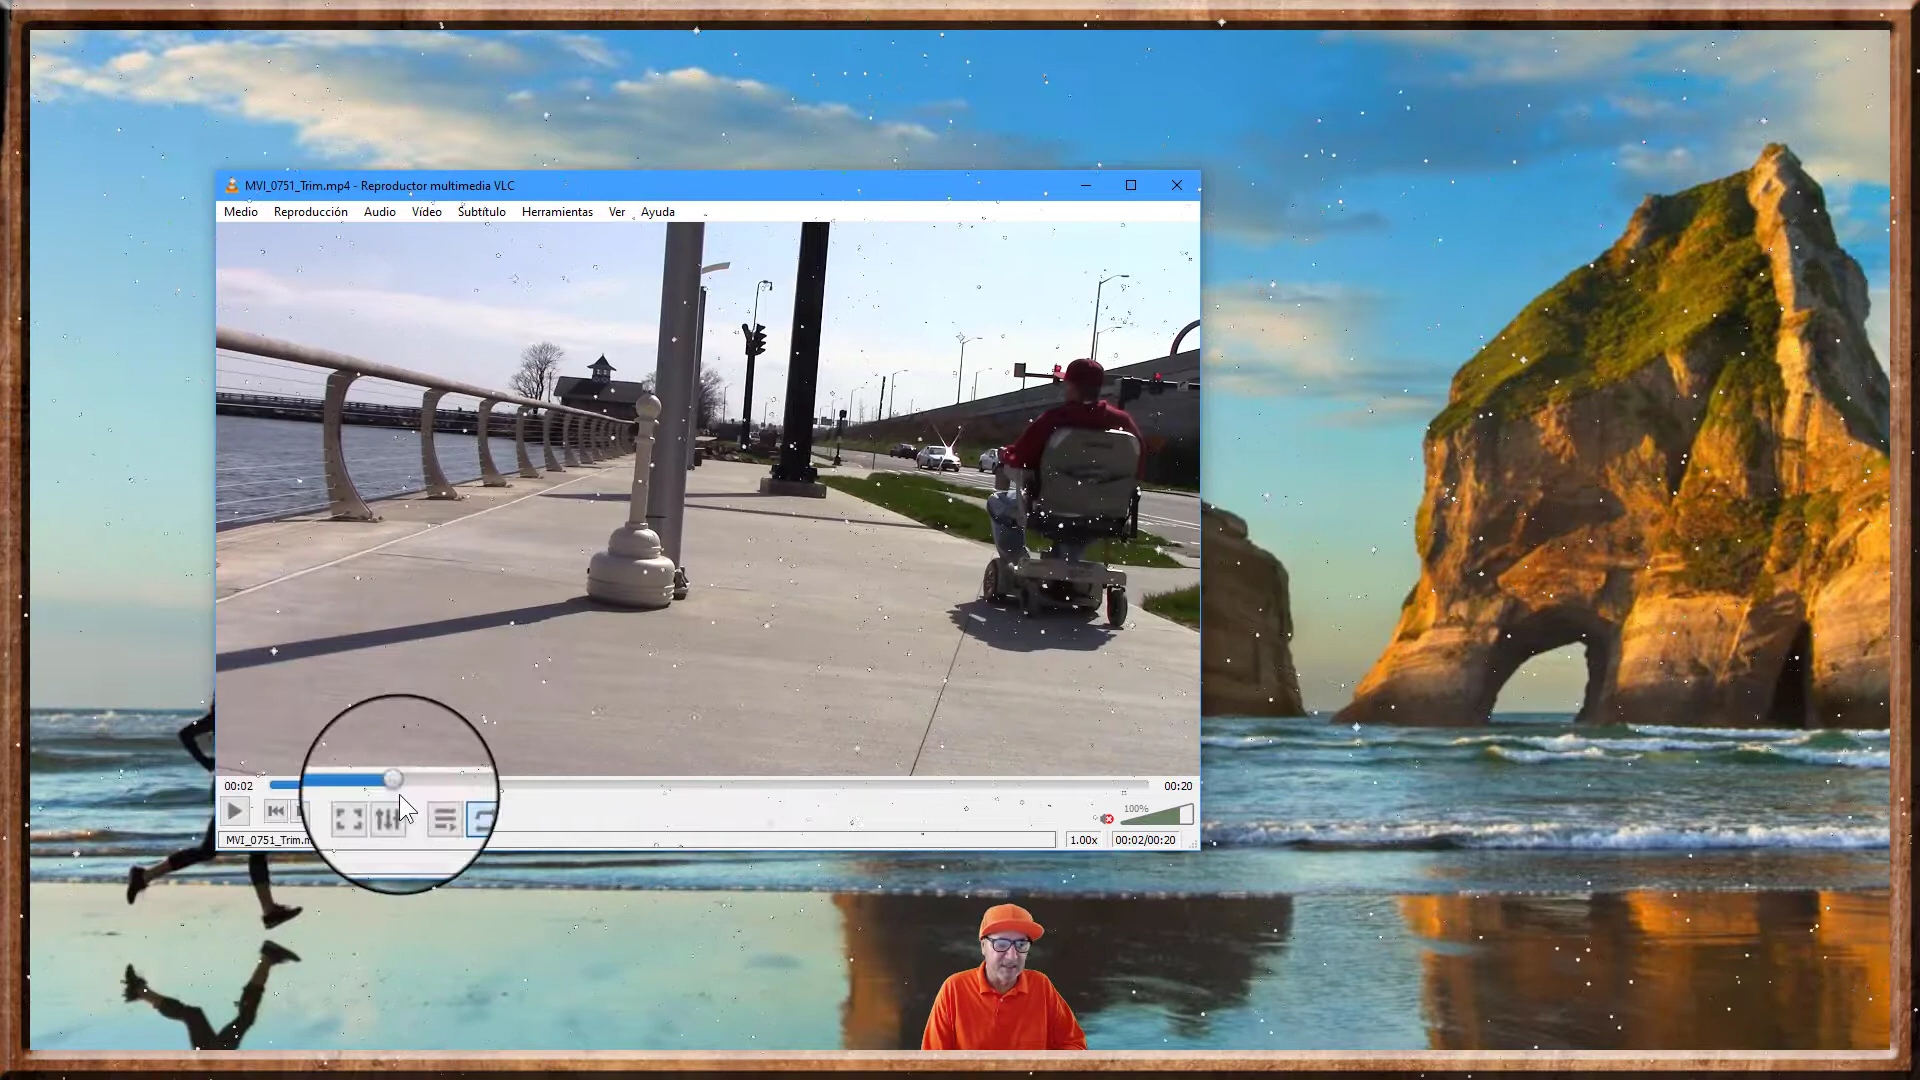 MVI_0751_Trim.mp4 - Reproductor multimedia VLC
Medio Reproducción Audio Vídeo Subtítulo Herramientas Ver Ayuda
00:02
00:20
100%
MVI_0751_Trim.m
1.00x
00:02/00:20